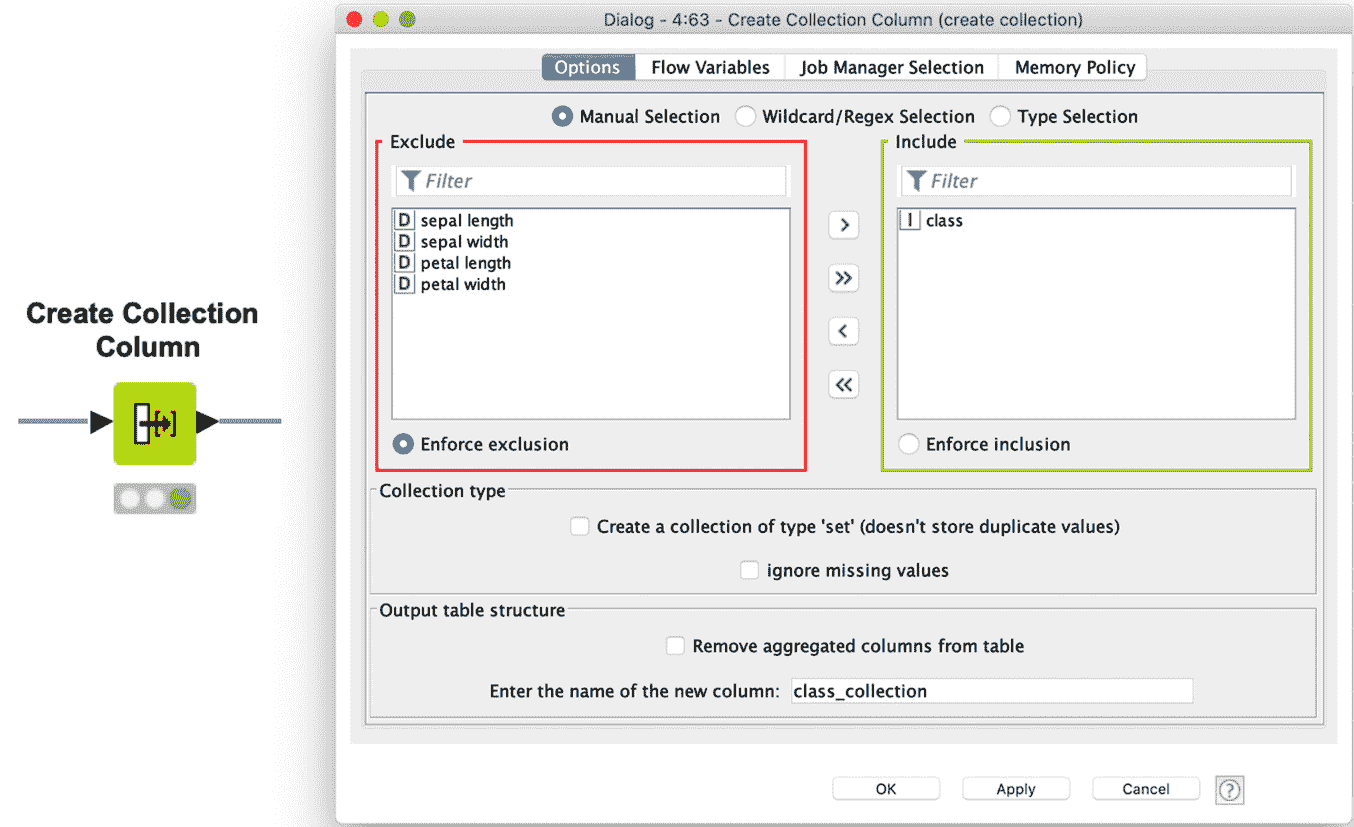 Dialog - 4:63 - Create Collection Column (create collection)
Options Flow Variables Job Manager Selection Memory Policy
Manual Selection Wildcard/Regex Selection Type Selection
Exclude
Filter
D sepal length
D sepal width
D petal length
D petal width
Enforce exclusion
>
>>
<
<<
Include
Filter
I class
Enforce inclusion
Create Collection
Column
Collection type
Create a collection of type 'set' (doesn't store duplicate values)
ignore missing values
Output table structure
Remove aggregated columns from table
Enter the name of the new column: class_collection
OK Apply Cancel ?